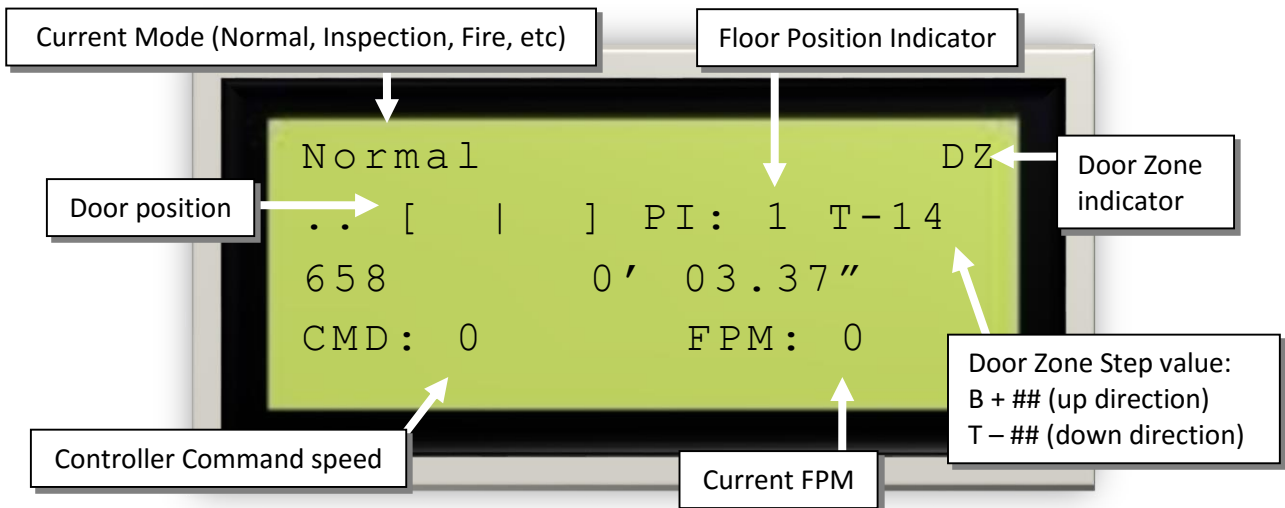 Current Mode (Normal, Inspection, Fire, etc)
Floor Position Indicator
Normal DZ
Door Zone
indicator
Door position
.. [ | ] PI: 1 T-14
658 0’ 03.37”
CMD: 0 FPM: 0
Door Zone Step value:
B + ## (up direction)
T – ## (down direction)
Controller Command speed
Current FPM